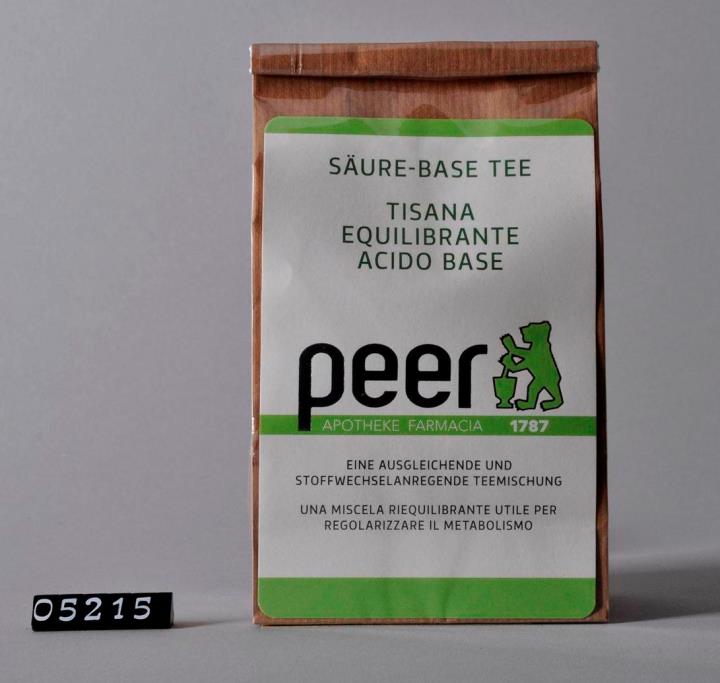 SÄURE-BASE TEE
TISANA
EQUILIBRANTE
ACIDO BASE
peer
APOTHEKE FARMACIA 1787
EINE AUSGLEICHENDE UND
STOFFWECHSELANREGENDE TEEMISCHUNG
UNA MISCELA RIEQUILIBRANTE UTILE PER
REGOLARIZZARE IL METABOLISMO
05215